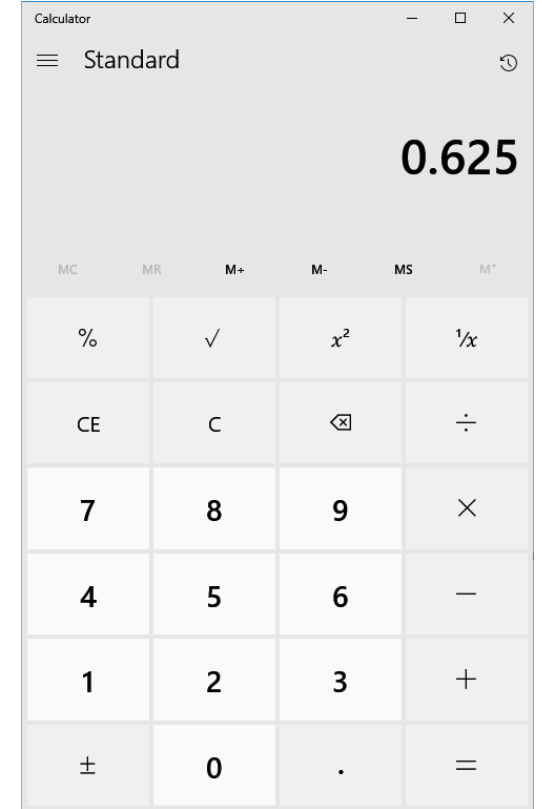 Calculator
Standard
0.625
MC MR M+ M- MS M˅
% √ x² ¹/x
CE C ÷
7 8 9 ×
4 5 6 −
1 2 3 +
± 0 . =